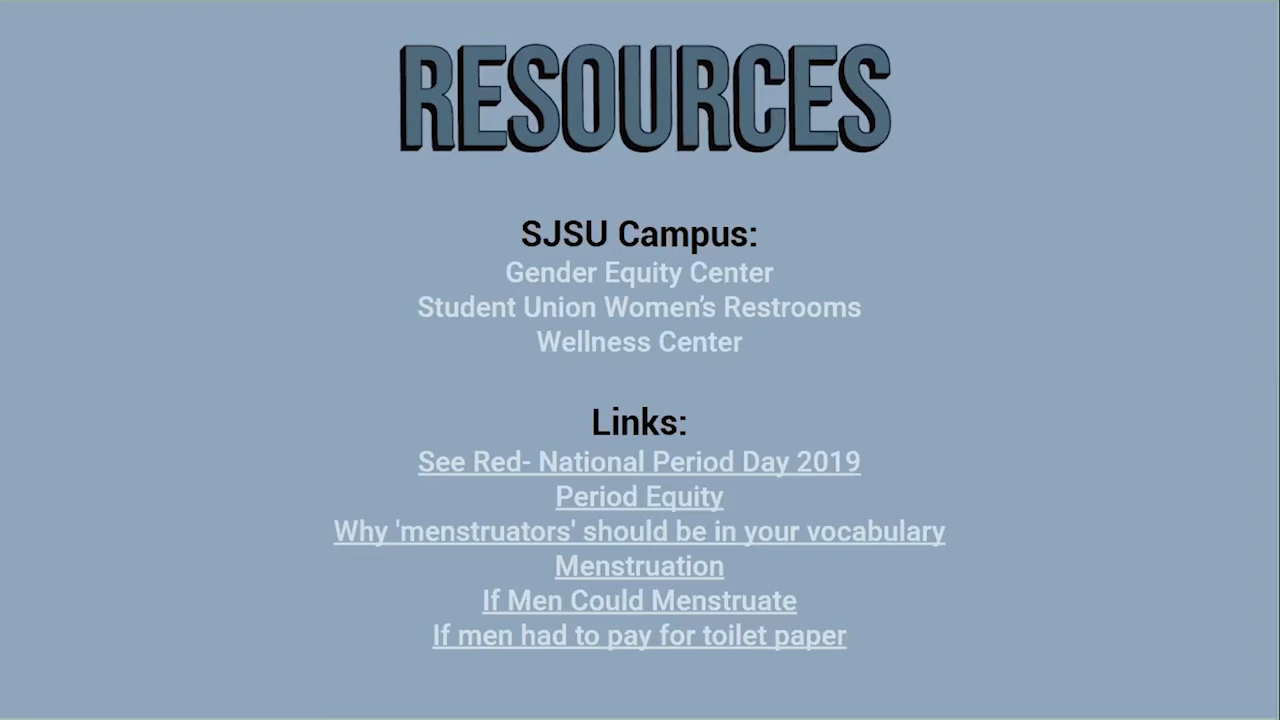 RESOURCES
SJSU Campus:
Gender Equity Center
Student Union Women’s Restrooms
Wellness Center
Links:
See Red- National Period Day 2019
Period Equity
Why 'menstruators' should be in your vocabulary
Menstruation
If Men Could Menstruate
If men had to pay for toilet paper